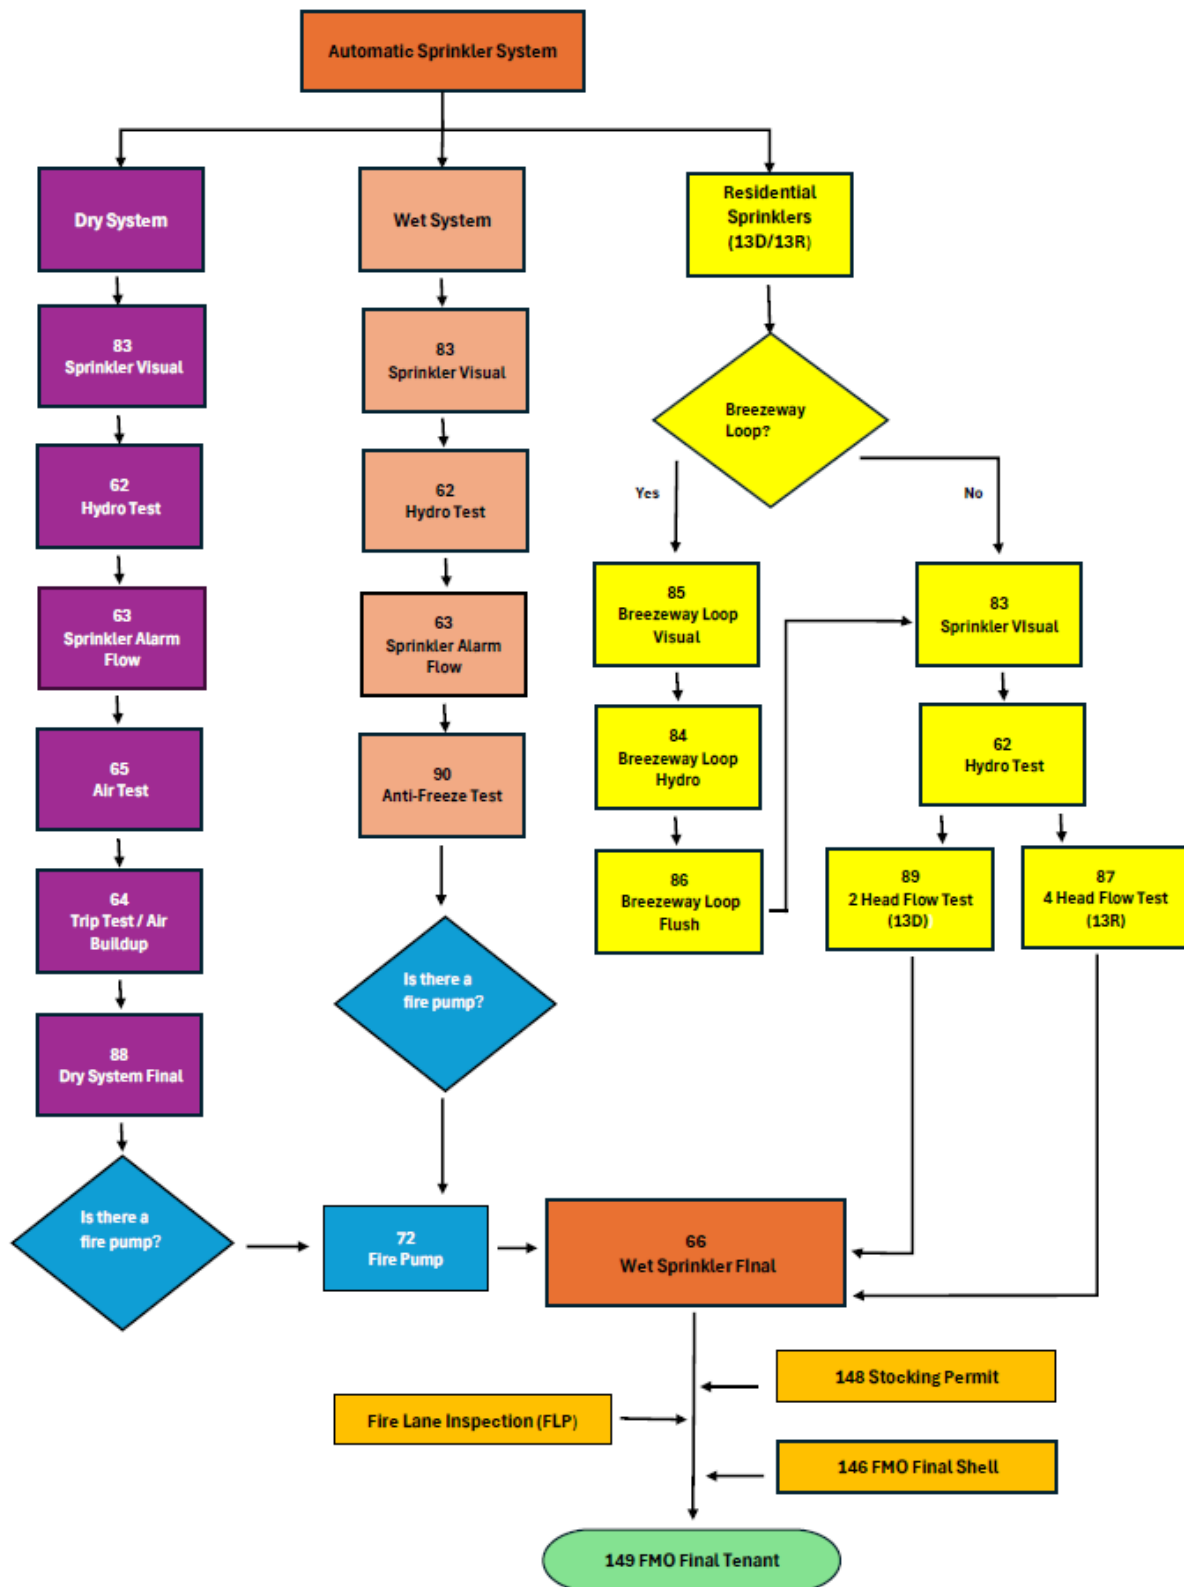 Automatic Sprinkler System
Dry System
Wet System
Residential
Sprinklers
(13D/13R)
83
Sprinkler Visual
83
Sprinkler Visual
Breezeway
Loop?
Yes
No
62
Hydro Test
62
Hydro Test
85
Breezeway Loop
Visual
83
Sprinkler Visual
63
Sprinkler Alarm
Flow
63
Sprinkler Alarm
Flow
84
Breezeway Loop
Hydro
62
Hydro Test
65
Air Test
90
Anti-Freeze Test
86
Breezeway Loop
Flush
89
2 Head Flow Test
(13D))
87
4 Head Flow Test
(13R)
64
Trip Test / Air
Buildup
Is there a
fire pump?
88
Dry System Final
Is there a
fire pump?
72
Fire Pump
66
Wet Sprinkler FInal
148 Stocking Permit
Fire Lane Inspection (FLP)
146 FMO Final Shell
149 FMO Final Tenant